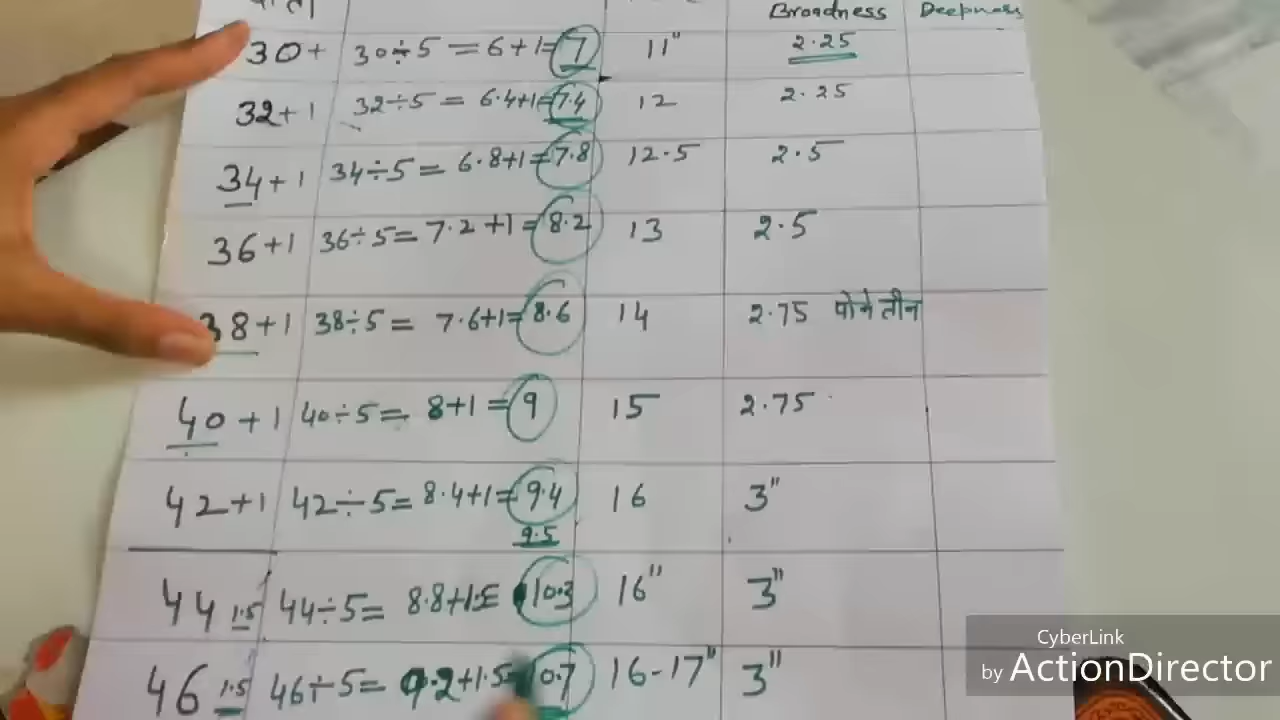 Broadness Deepness
30+ 30÷5 = 6+1= 7 11" 2.25
32+1 32÷5 = 6.4+1= 7.4 12 2.25
34+1 34÷5 = 6.8+1= 7.8 12.5 2.5
36+1 36÷5= 7.2+1= 8.2 13 2.5
38+1 38÷5= 7.6+1= 8.6 14 2.75 पोने तीन
40+1 40÷5= 8+1= 9 15 2.75
42+1 42÷5= 8.4+1= 9.4 16 3"
9.5
44 1.5 44÷5= 8.8+1.5 10.3 16" 3"
46 1.5 46÷5= 9.2+1.5= 10.7 16-17" 3"
CyberLink
by ActionDirector